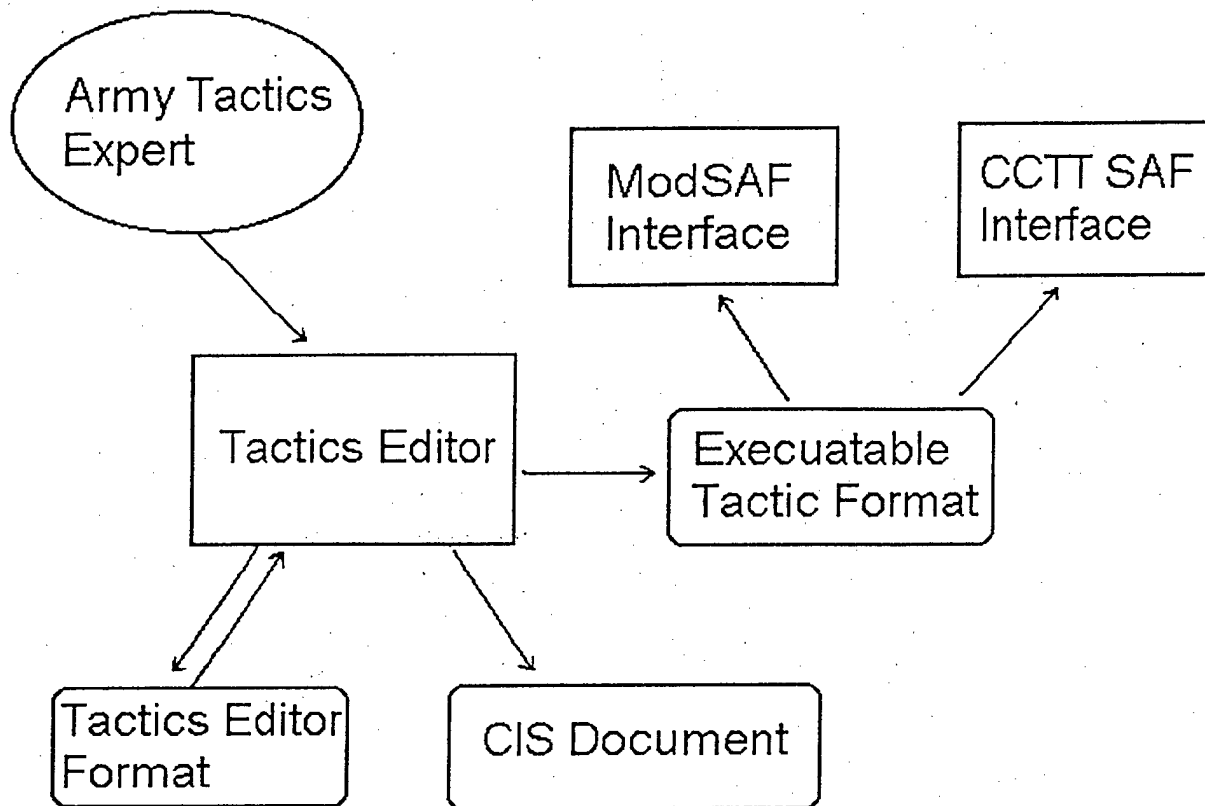 Army Tactics
Expert
ModSAF
Interface
CCTT SAF
Interface
Tactics Editor
Execuatable
Tactic Format
Tactics Editor
Format
CIS Document